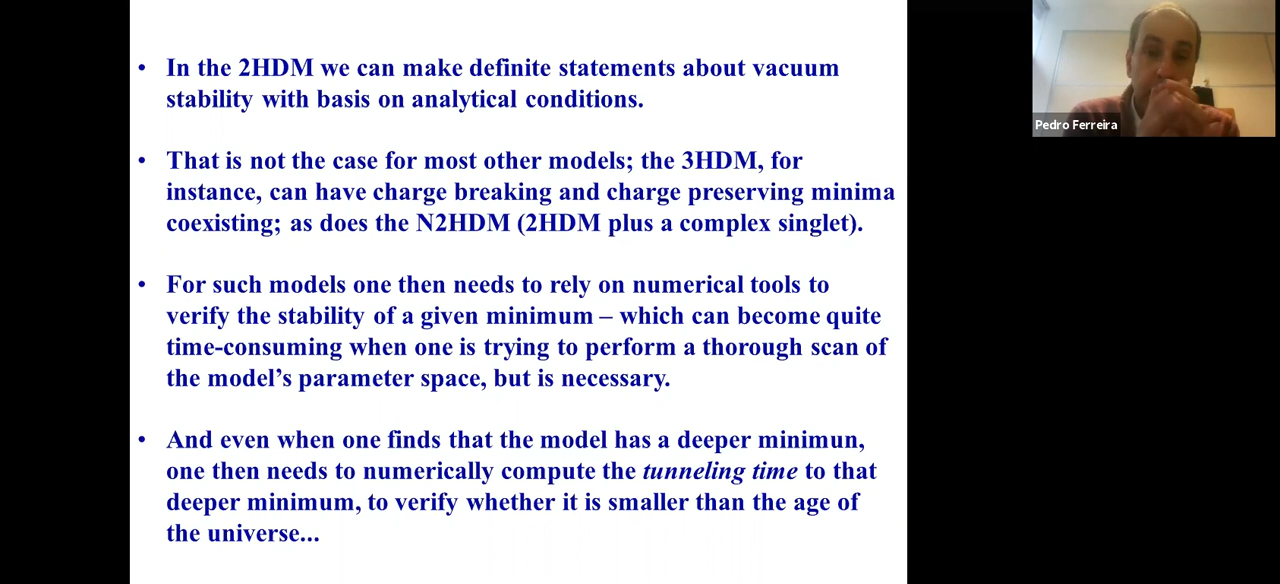 • In the 2HDM we can make definite statements about vacuum
stability with basis on analytical conditions.
• That is not the case for most other models; the 3HDM, for
instance, can have charge breaking and charge preserving minima
coexisting; as does the N2HDM (2HDM plus a complex singlet).
• For such models one then needs to rely on numerical tools to
verify the stability of a given minimum – which can become quite
time-consuming when one is trying to perform a thorough scan of
the model’s parameter space, but is necessary.
• And even when one finds that the model has a deeper minimun,
one then needs to numerically compute the tunneling time to that
deeper minimum, to verify whether it is smaller than the age of
the universe...
Pedro Ferreira